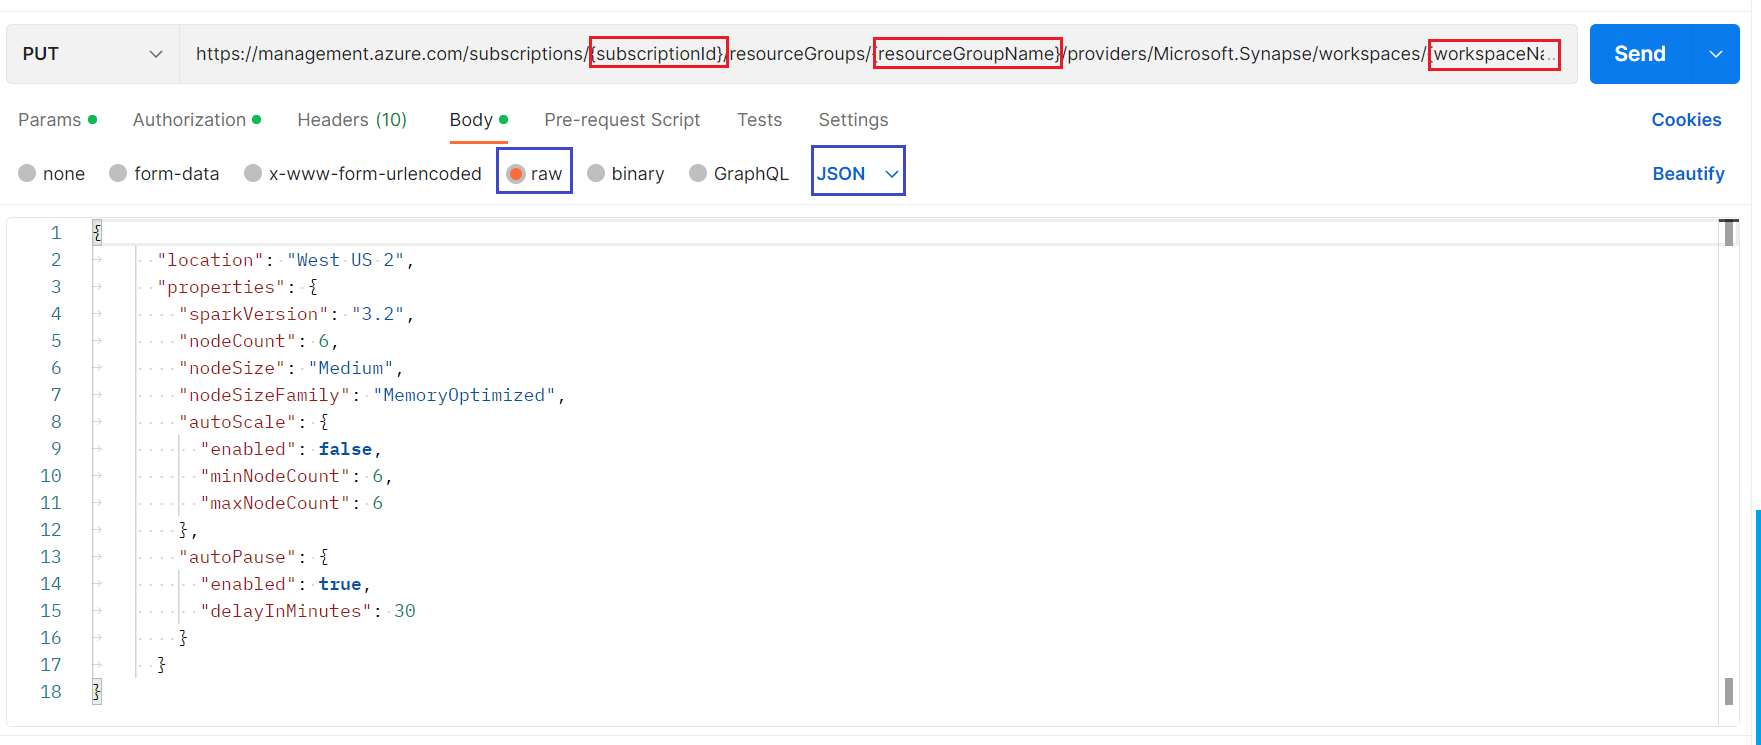 PUT https://management.azure.com/subscriptions/{subscriptionId}/resourceGroups/{resourceGroupName}/providers/Microsoft.Synapse/workspaces/{workspaceNa... Send
Params Authorization Headers (10) Body Pre-request Script Tests Settings Cookies
none form-data x-www-form-urlencoded raw binary GraphQL JSON Beautify
1 {
2 "location": "West US 2",
3 "properties": {
4 "sparkVersion": "3.2",
5 "nodeCount": 6,
6 "nodeSize": "Medium",
7 "nodeSizeFamily": "MemoryOptimized",
8 "autoScale": {
9 "enabled": false,
10 "minNodeCount": 6,
11 "maxNodeCount": 6
12 },
13 "autoPause": {
14 "enabled": true,
15 "delayInMinutes": 30
16 }
17 }
18 }